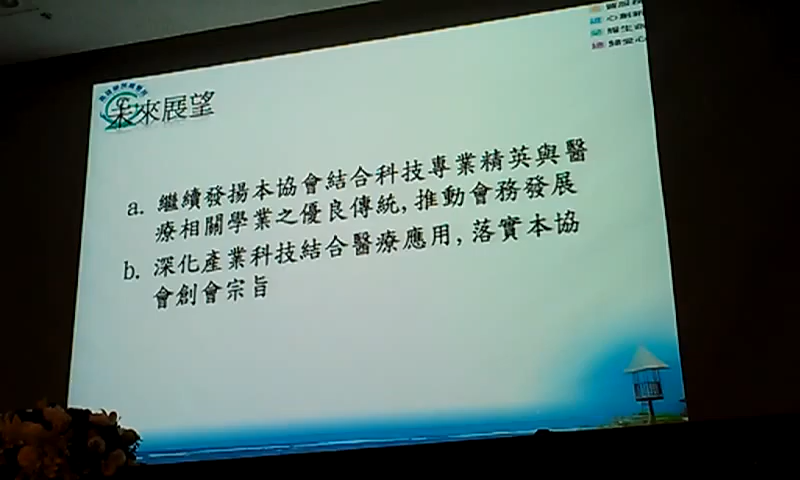 未來展望
a. 繼續發揚本協會結合科技專業精英與醫
療相關學業之優良傳統, 推動會務發展
b. 深化產業科技結合醫療應用, 落實本協
會創會宗旨